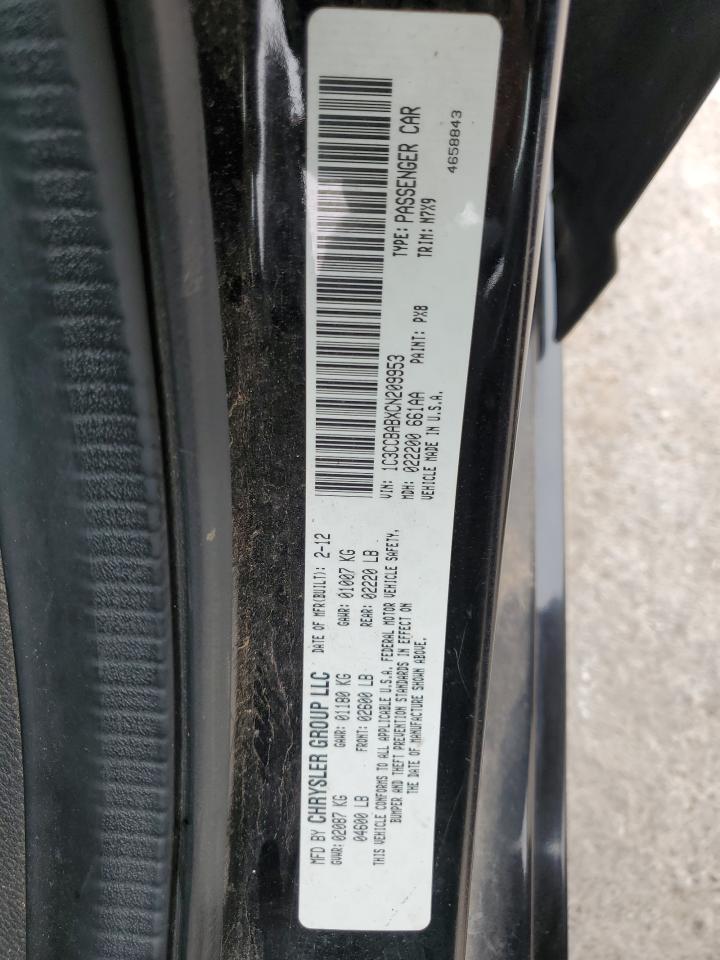 MFD BY CHRYSLER GROUP LLC DATE OF MFR(BUILT): 2-12
GVWR: 02087 KG GAWR: 01180 KG GAWR: 01007 KG
04600 LB FRONT: 02600 LB REAR: 02220 LB
THIS VEHICLE CONFORMS TO ALL APPLICABLE U.S.A. FEDERAL MOTOR VEHICLE SAFETY,
BUMPER AND THEFT PREVENTION STANDARDS IN EFFECT ON
THE DATE OF MANUFACTURE SHOWN ABOVE.
VIN: 1C3CCBABXCN209953 TYPE: PASSENGER CAR
MDH: 022200 661AA PAINT: PX8 TRIM: M7X9
VEHICLE MADE IN U.S.A.
4658843